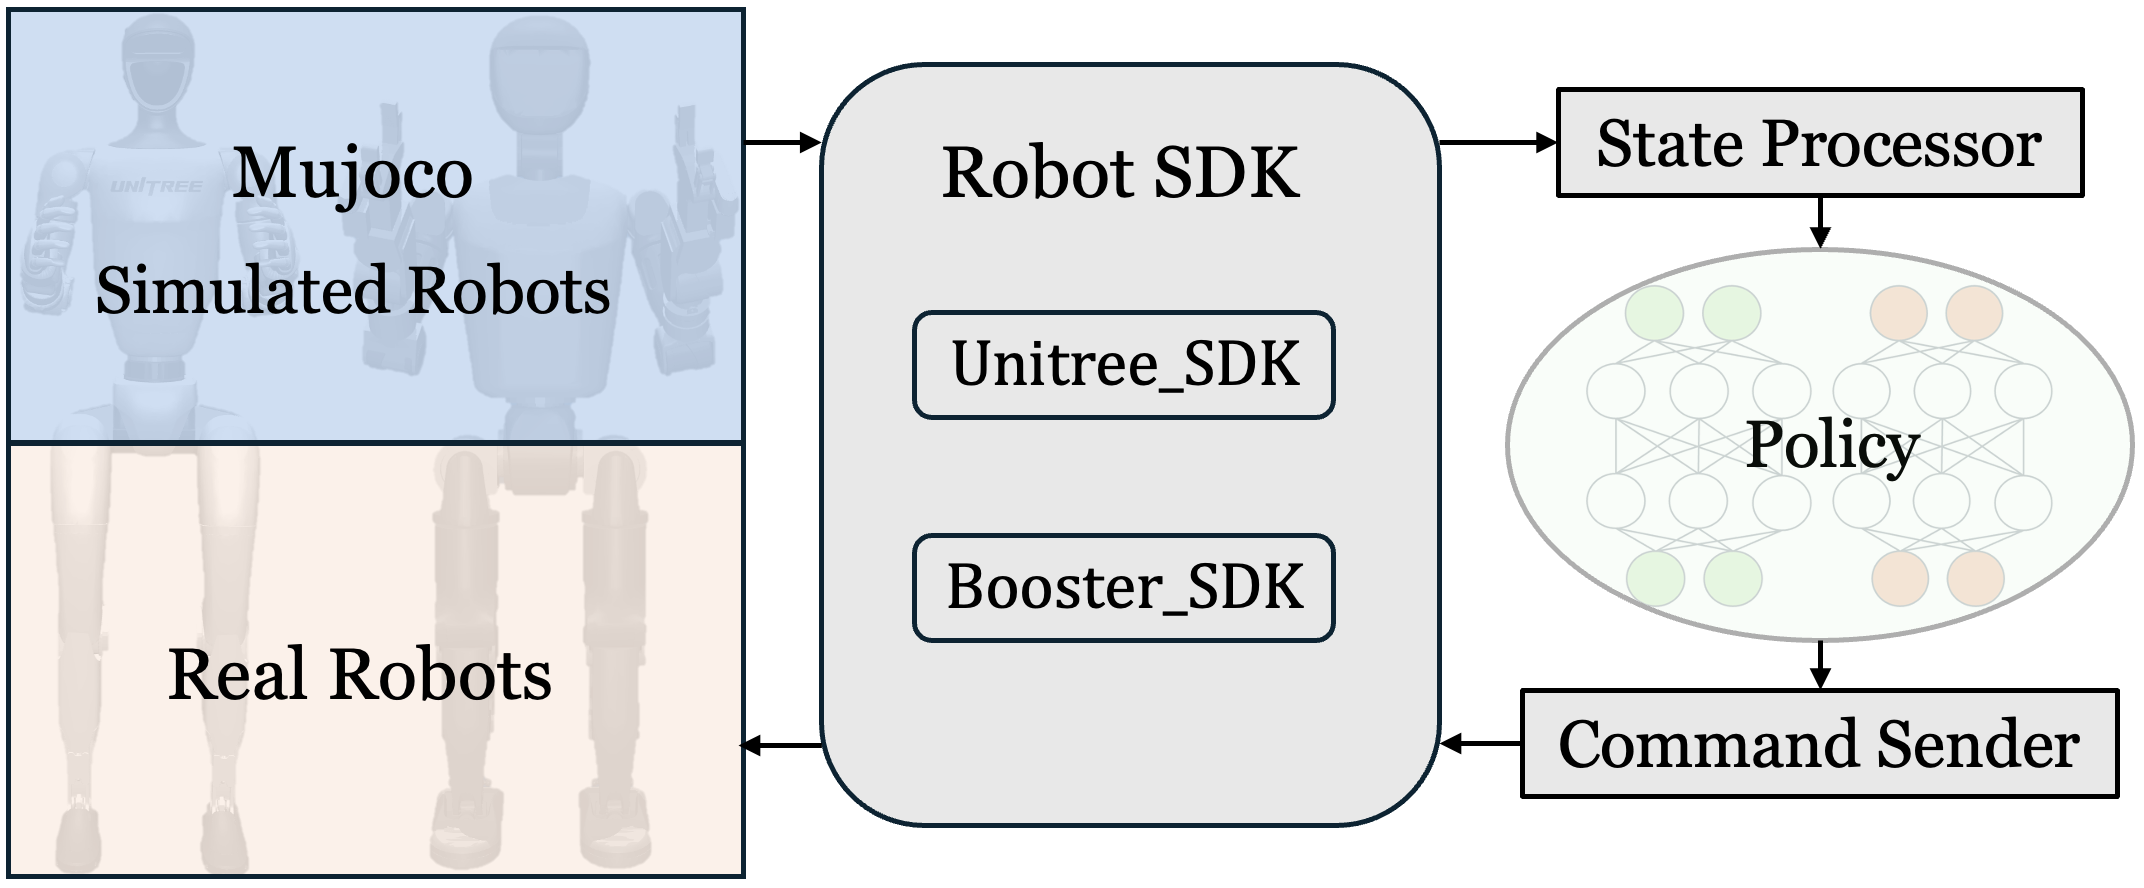 UNITREE
Mujoco
Simulated Robots
Real Robots
Robot SDK
Unitree_SDK
Booster_SDK
State Processor
Policy
Command Sender